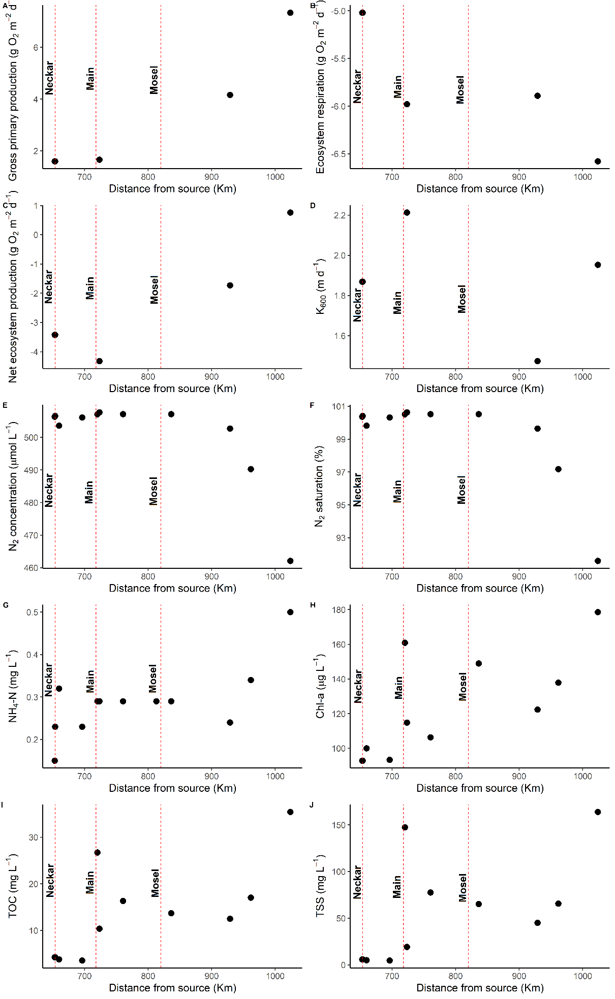 A
Gross primary production (g O₂ m⁻² d⁻
6
4
2
Neckar
Main
Mosel
700
800
900
1000
Distance from source (Km)
B
Ecosystem respiration (g O₂ m⁻² d⁻¹)
-5.0
-5.5
-6.0
-6.5
Neckar
Main
Mosel
700
800
900
1000
Distance from source (Km)
C
Net ecosystem production (g O₂ m⁻² d⁻¹)
1
0
-1
-2
-3
-4
Neckar
Main
Mosel
700
800
900
1000
Distance from source (Km)
D
K₆₀₀ (m d⁻¹)
2.2
2.0
1.8
1.6
Neckar
Main
Mosel
700
800
900
1000
Distance from source (Km)
E
N₂ concentration (µmol L⁻¹)
500
490
480
470
460
Neckar
Main
Mosel
700
800
900
1000
Distance from source (Km)
F
N₂ saturation (%)
101
99
97
95
93
Neckar
Main
Mosel
700
800
900
1000
Distance from source (Km)
G
NH₄-N (mg L⁻¹)
0.5
0.4
0.3
0.2
Neckar
Main
Mosel
700
800
900
1000
Distance from source (Km)
H
Chl-a (µg L⁻¹)
180
160
140
120
100
Neckar
Main
Mosel
700
800
900
1000
Distance from source (Km)
I
TOC (mg L⁻¹)
30
20
10
Neckar
Main
Mosel
700
800
900
1000
Distance from source (Km)
J
TSS (mg L⁻¹)
150
100
50
0
Neckar
Main
Mosel
700
800
900
1000
Distance from source (Km)